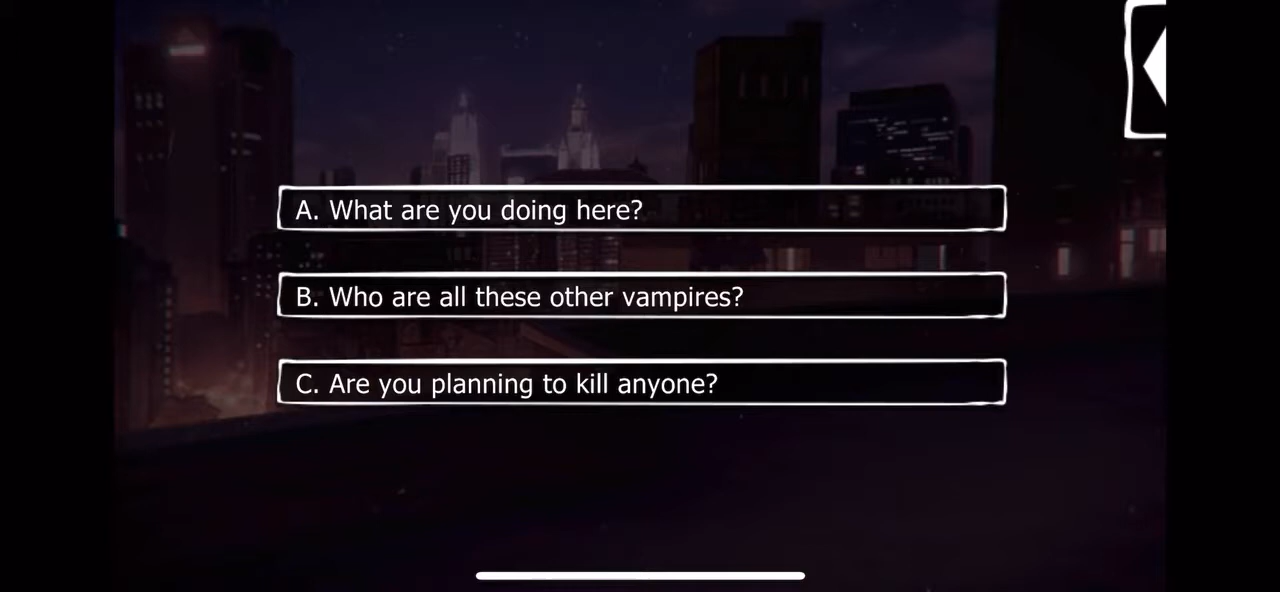 A. What are you doing here?
B. Who are all these other vampires?
C. Are you planning to kill anyone?